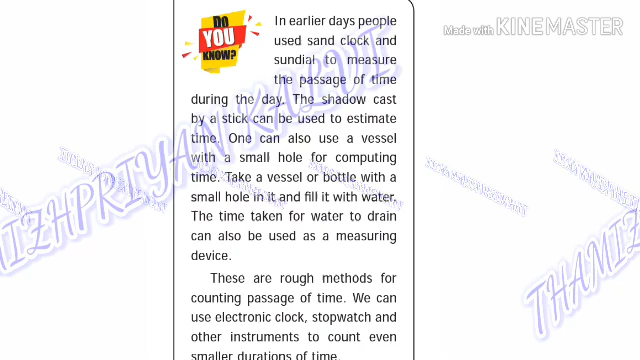 Made with KINEMASTER
DO
YOU
KNOW?
In earlier days people
used sand clock and
sundial to measure
the passage of time
during the day. The shadow cast
by a stick can be used to estimate
time. One can also use a vessel
with a small hole for computing
time. Take a vessel or bottle with a
small hole in it and fill it with water.
The time taken for water to drain
can also be used as a measuring
device.
These are rough methods for
counting passage of time. We can
use electronic clock, stopwatch and
other instruments to count even
smaller durations of time.
THAMIZHPRIYAN KALVI